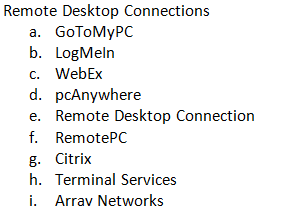 Remote Desktop Connections
a. GoToMyPC
b. LogMeIn
c. WebEx
d. pcAnywhere
e. Remote Desktop Connection
f. RemotePC
g. Citrix
h. Terminal Services
i. Array Networks